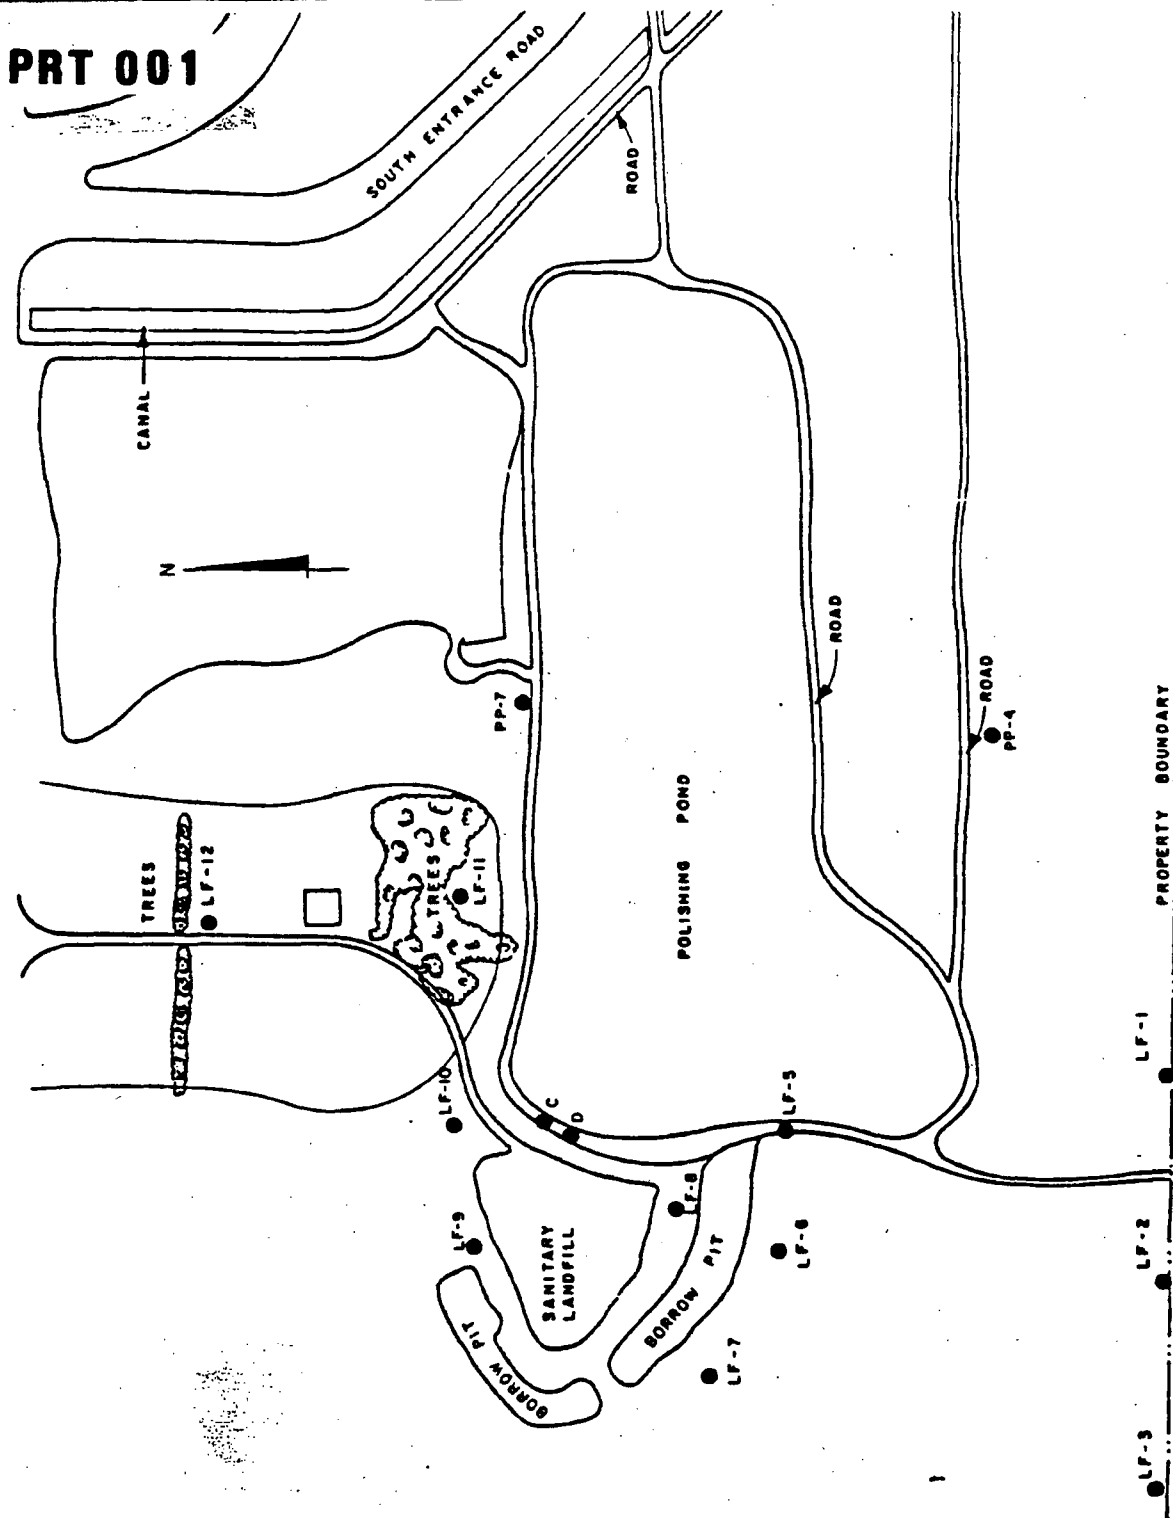 PRT 001
SOUTH ENTRANCE ROAD
ROAD
CANAL
N
PP-7
ROAD
ROAD
PP-4
TREES
LF-12
TREES
LF-11
POLISHING POND
PROPERTY BOUNDARY
LF-10
C
D
LF-5
LF-1
LF-9
LF-8
SANITARY
LANDFILL
BORROW PIT
LF-6
LF-2
BORROW PIT
LF-7
LF-3